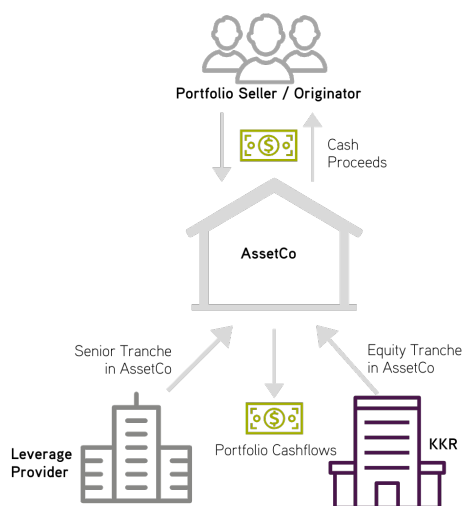 Portfolio Seller / Originator
$
Cash
Proceeds
AssetCo
Senior Tranche
in AssetCo
Equity Tranche
in AssetCo
$
Portfolio Cashflows
Leverage
Provider
KKR